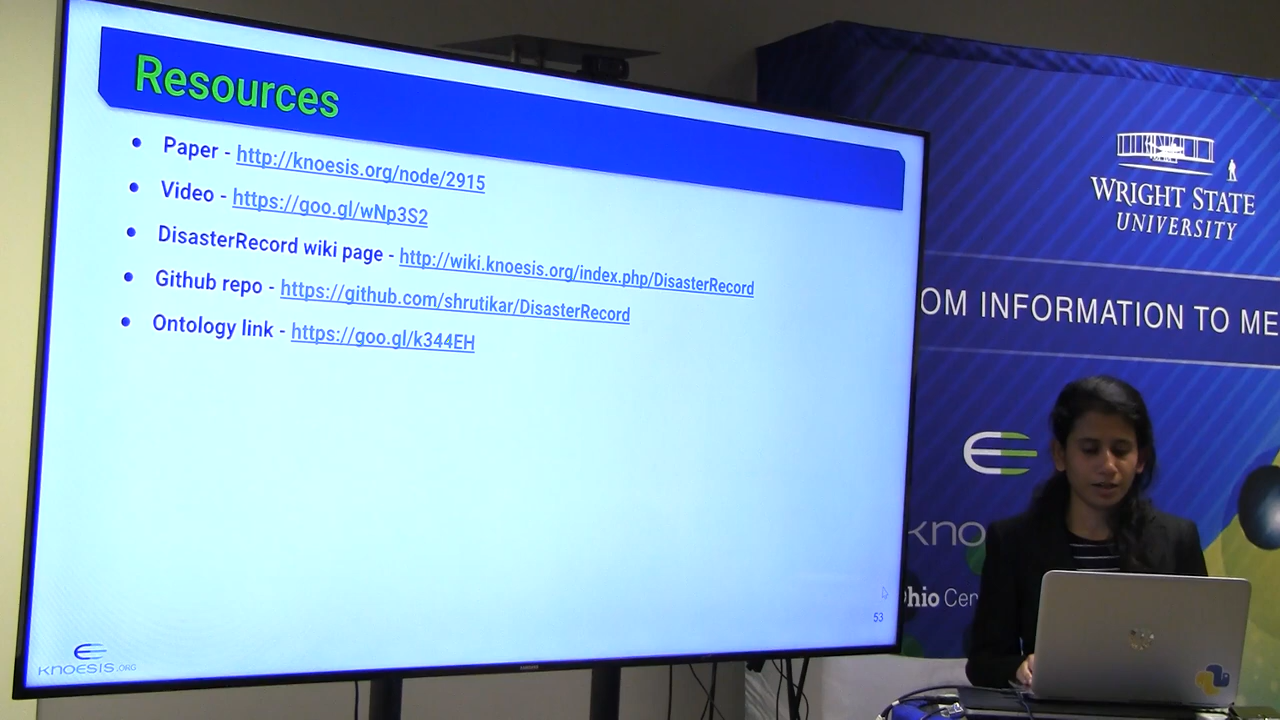 Resources
• Paper - http://knoesis.org/node/2915
• Video - https://goo.gl/wNp3S2
• DisasterRecord wiki page - http://wiki.knoesis.org/index.php/DisasterRecord
• Github repo - https://github.com/shrutikar/DisasterRecord
• Ontology link - https://goo.gl/k344EH
53
KNOESIS.ORG
SAMSUNG
WRIGHT STATE
UNIVERSITY
OM INFORMATION TO ME
kno
Ohio Cen